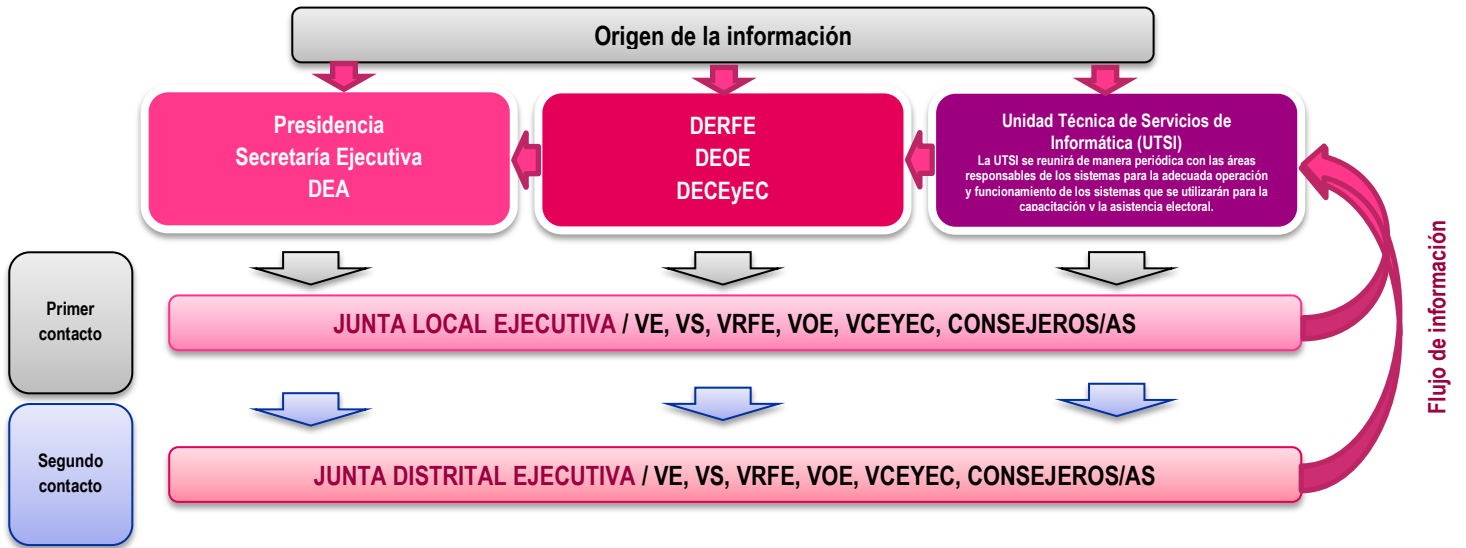 Origen de la información
Presidencia
Secretaría Ejecutiva
DEA
DERFE
DEOE
DECEyEC
Unidad Técnica de Servicios de
Informática (UTSI)
La UTSI se reunirá de manera periódica con las áreas
responsables de los sistemas para la adecuada operación
y funcionamiento de los sistemas que se utilizarán para la
capacitación y la asistencia electoral.
Primer
contacto
JUNTA LOCAL EJECUTIVA / VE, VS, VRFE, VOE, VCEYEC, CONSEJEROS/AS
Segundo
contacto
JUNTA DISTRITAL EJECUTIVA / VE, VS, VRFE, VOE, VCEYEC, CONSEJEROS/AS
Flujo de información